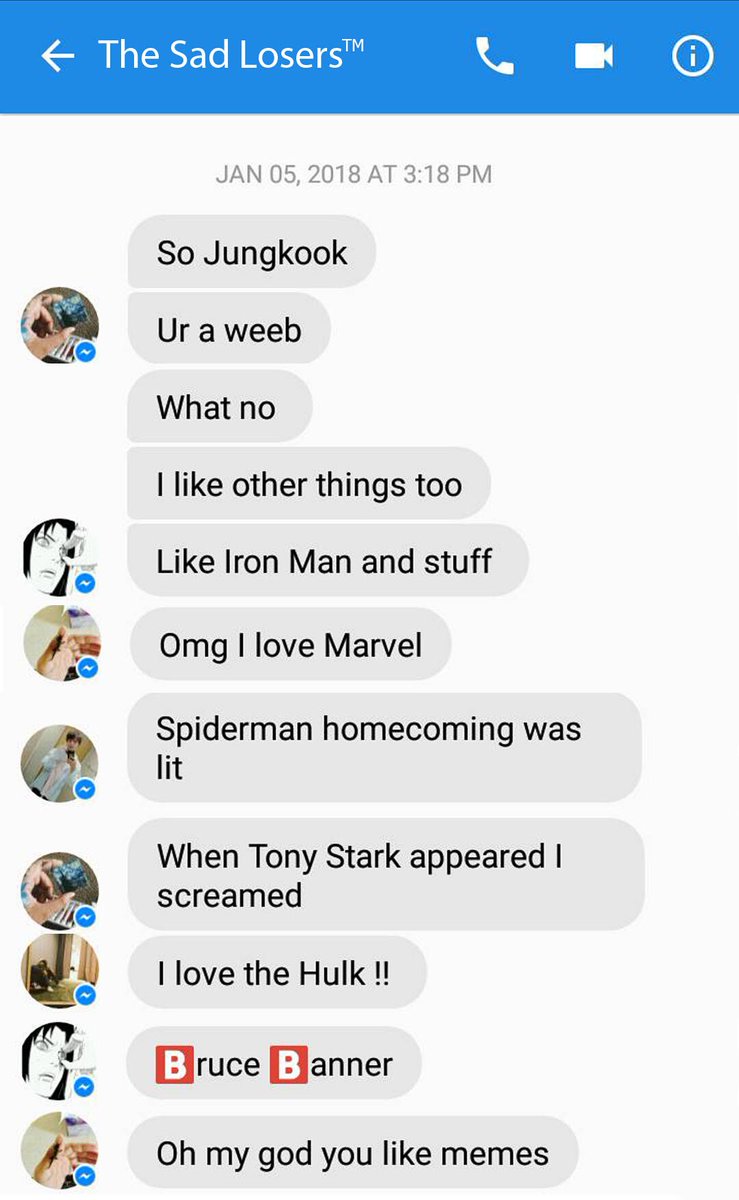 The Sad Losers™
JAN 05, 2018 AT 3:18 PM
So Jungkook
Ur a weeb
What no
I like other things too
Like Iron Man and stuff
Omg I love Marvel
Spiderman homecoming was
lit
When Tony Stark appeared I
screamed
I love the Hulk !!
🅱ruce 🅱anner
Oh my god you like memes